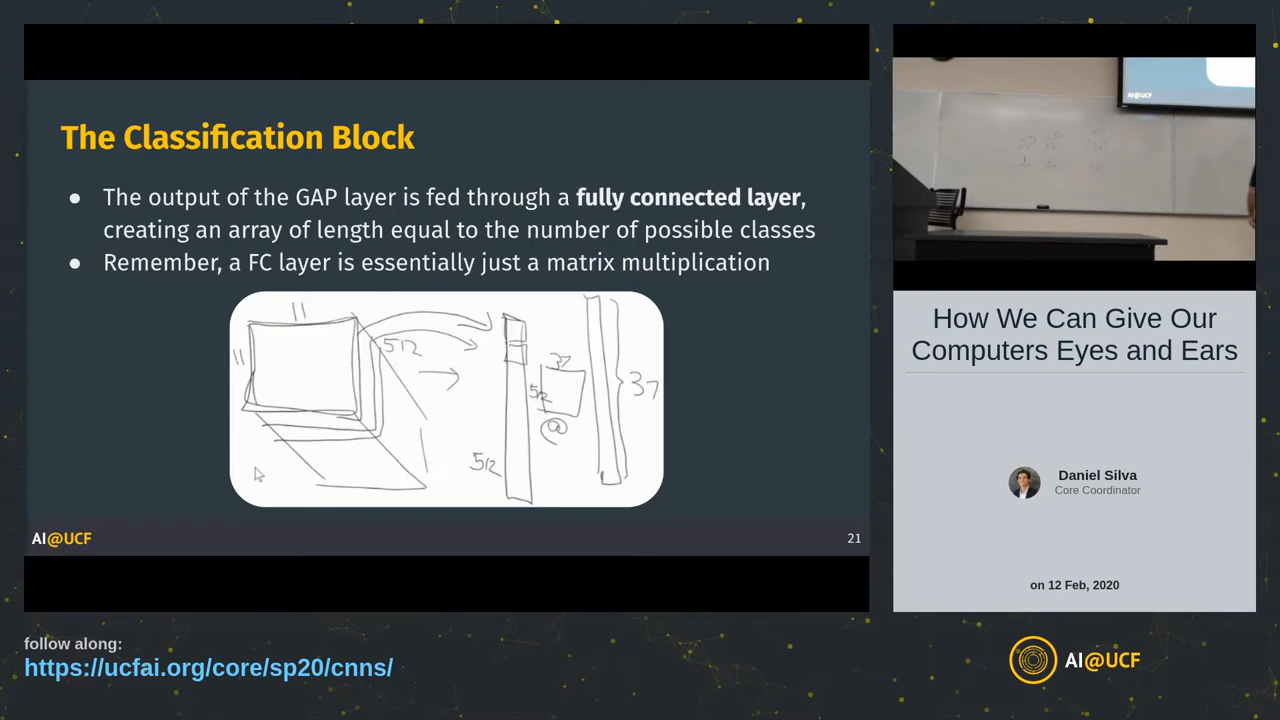 The Classification Block
● The output of the GAP layer is fed through a fully connected layer,
creating an array of length equal to the number of possible classes
● Remember, a FC layer is essentially just a matrix multiplication
11
11
512
512
37
512
@
37
AI@UCF
21
AI@UCF
How We Can Give Our
Computers Eyes and Ears
Daniel Silva
Core Coordinator
on 12 Feb, 2020
follow along:
https://ucfai.org/core/sp20/cnns/
AI@UCF